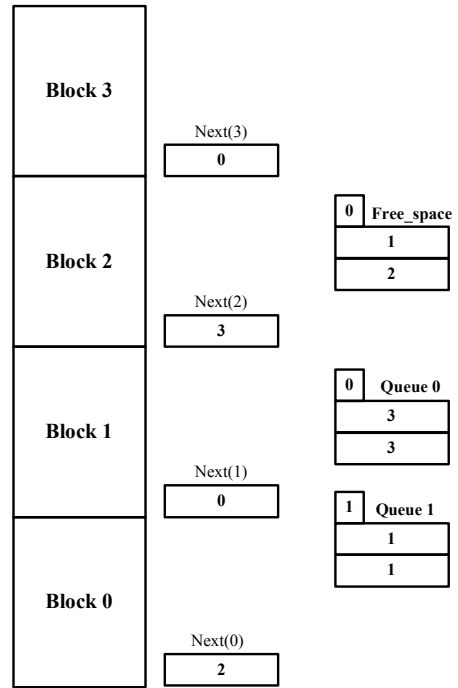 Block 3
Next(3)
0
Block 2
Next(2)
3
Block 1
Next(1)
0
Block 0
Next(0)
2
0 Free_space
1
2
0 Queue 0
3
3
1 Queue 1
1
1